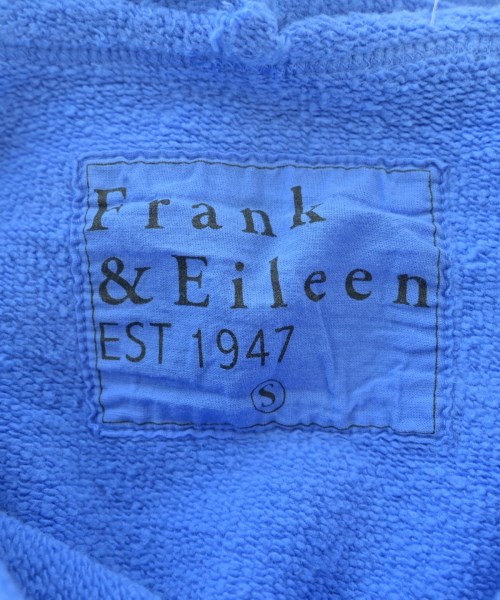 Frank
& Eileen
EST 1947
S